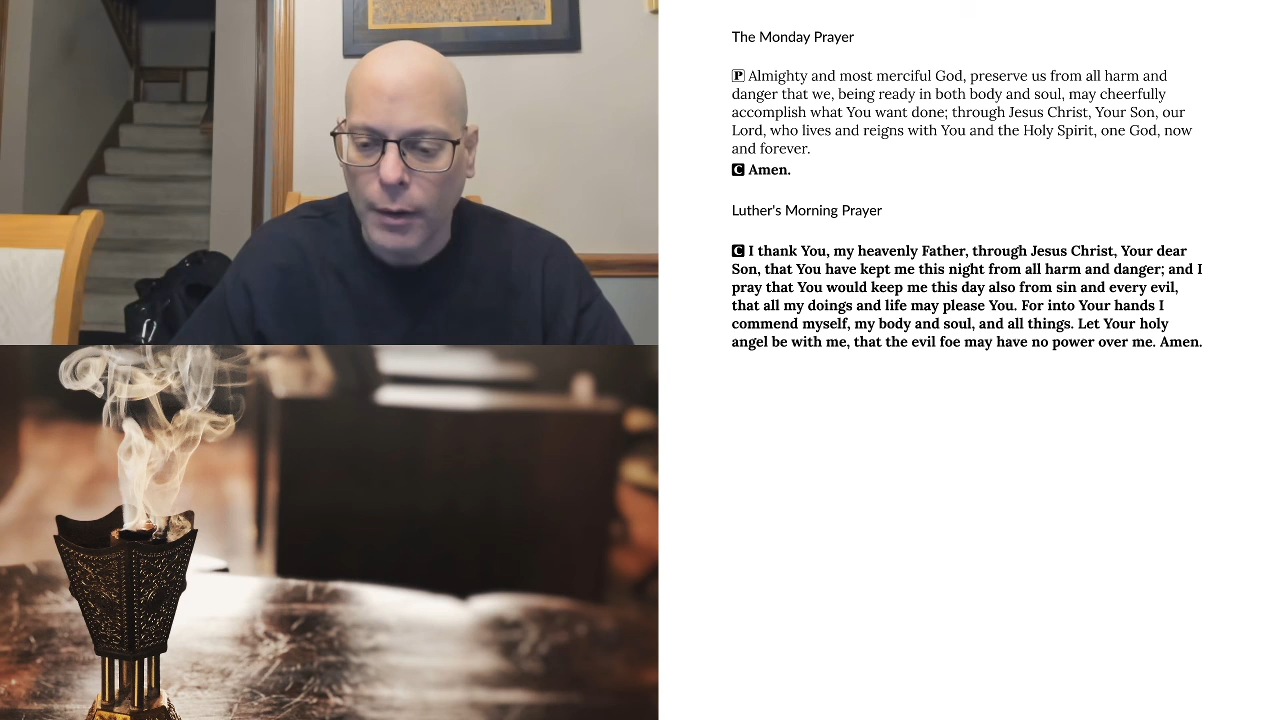 The Monday Prayer
P Almighty and most merciful God, preserve us from all harm and
danger that we, being ready in both body and soul, may cheerfully
accomplish what You want done; through Jesus Christ, Your Son, our
Lord, who lives and reigns with You and the Holy Spirit, one God, now
and forever.
C Amen.
Luther's Morning Prayer
C I thank You, my heavenly Father, through Jesus Christ, Your dear
Son, that You have kept me this night from all harm and danger; and I
pray that You would keep me this day also from sin and every evil,
that all my doings and life may please You. For into Your hands I
commend myself, my body and soul, and all things. Let Your holy
angel be with me, that the evil foe may have no power over me. Amen.